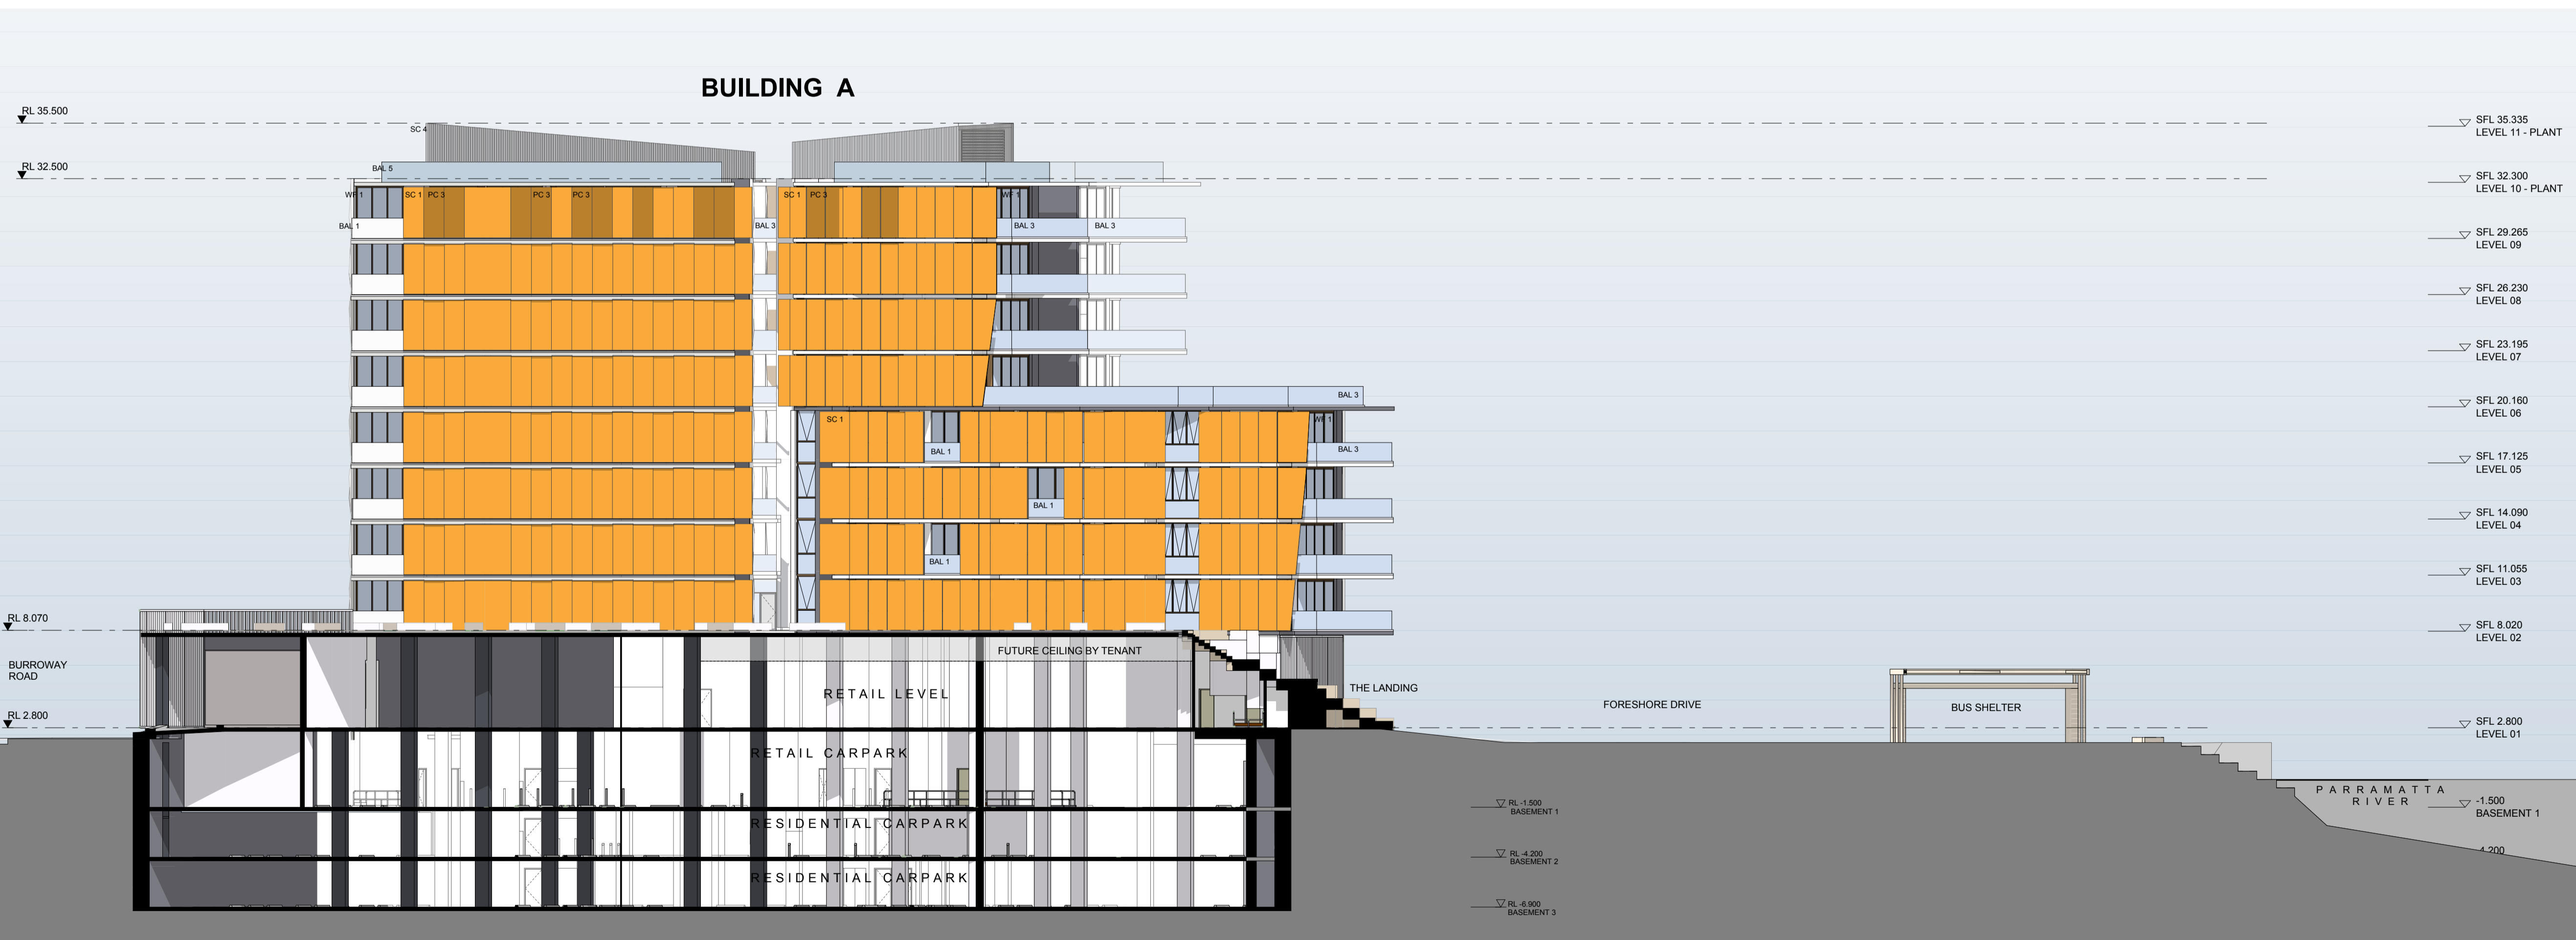 BUILDING A
RL 35.500
SC 4
SFL 35.335
LEVEL 11 - PLANT
RL 32.500
BAL 5
SFL 32.300
LEVEL 10 - PLANT
WF 1
SC 1
PC 3
PC 3
PC 3
SC 1
PC 3
WF 1
BAL 1
BAL 3
BAL 3
BAL 3
SFL 29.265
LEVEL 09
SFL 26.230
LEVEL 08
SFL 23.195
LEVEL 07
BAL 3
SFL 20.160
LEVEL 06
SC 1
WF 1
BAL 1
BAL 3
SFL 17.125
LEVEL 05
BAL 1
SFL 14.090
LEVEL 04
BAL 1
SFL 11.055
LEVEL 03
RL 8.070
SFL 8.020
LEVEL 02
BURROWAY
ROAD
FUTURE CEILING BY TENANT
RETAIL LEVEL
THE LANDING
FORESHORE DRIVE
BUS SHELTER
RL 2.800
SFL 2.800
LEVEL 01
RETAIL CARPARK
PARRAMATTA
RIVER
RL -1.500
BASEMENT 1
-1.500
BASEMENT 1
RESIDENTIAL CARPARK
RL -4.200
BASEMENT 2
RESIDENTIAL CARPARK
RL -6.900
BASEMENT 3